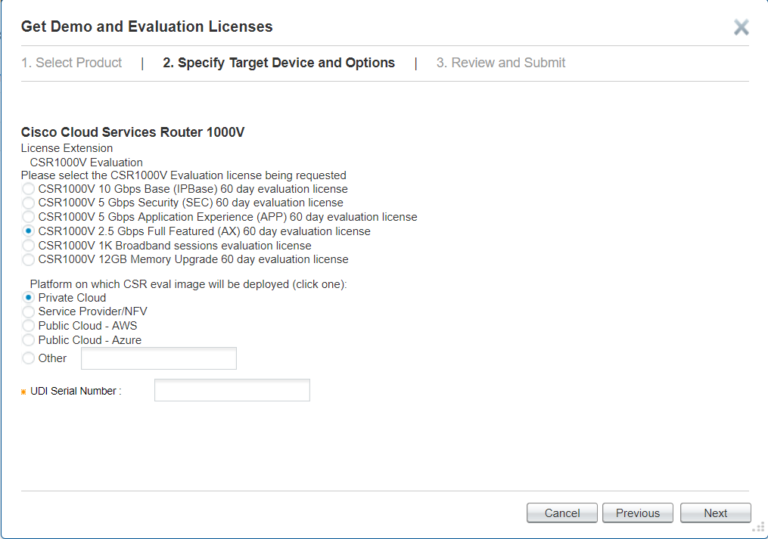 Get Demo and Evaluation Licenses
1. Select Product | 2. Specify Target Device and Options | 3. Review and Submit
Cisco Cloud Services Router 1000V
License Extension
CSR1000V Evaluation
Please select the CSR1000V Evaluation license being requested
CSR1000V 10 Gbps Base (IPBase) 60 day evaluation license
CSR1000V 5 Gbps Security (SEC) 60 day evaluation license
CSR1000V 5 Gbps Application Experience (APP) 60 day evaluation license
CSR1000V 2.5 Gbps Full Featured (AX) 60 day evaluation license
CSR1000V 1K Broadband sessions evaluation license
CSR1000V 12GB Memory Upgrade 60 day evaluation license
Platform on which CSR eval image will be deployed (click one):
Private Cloud
Service Provider/NFV
Public Cloud - AWS
Public Cloud - Azure
Other
UDI Serial Number :
Cancel Previous Next